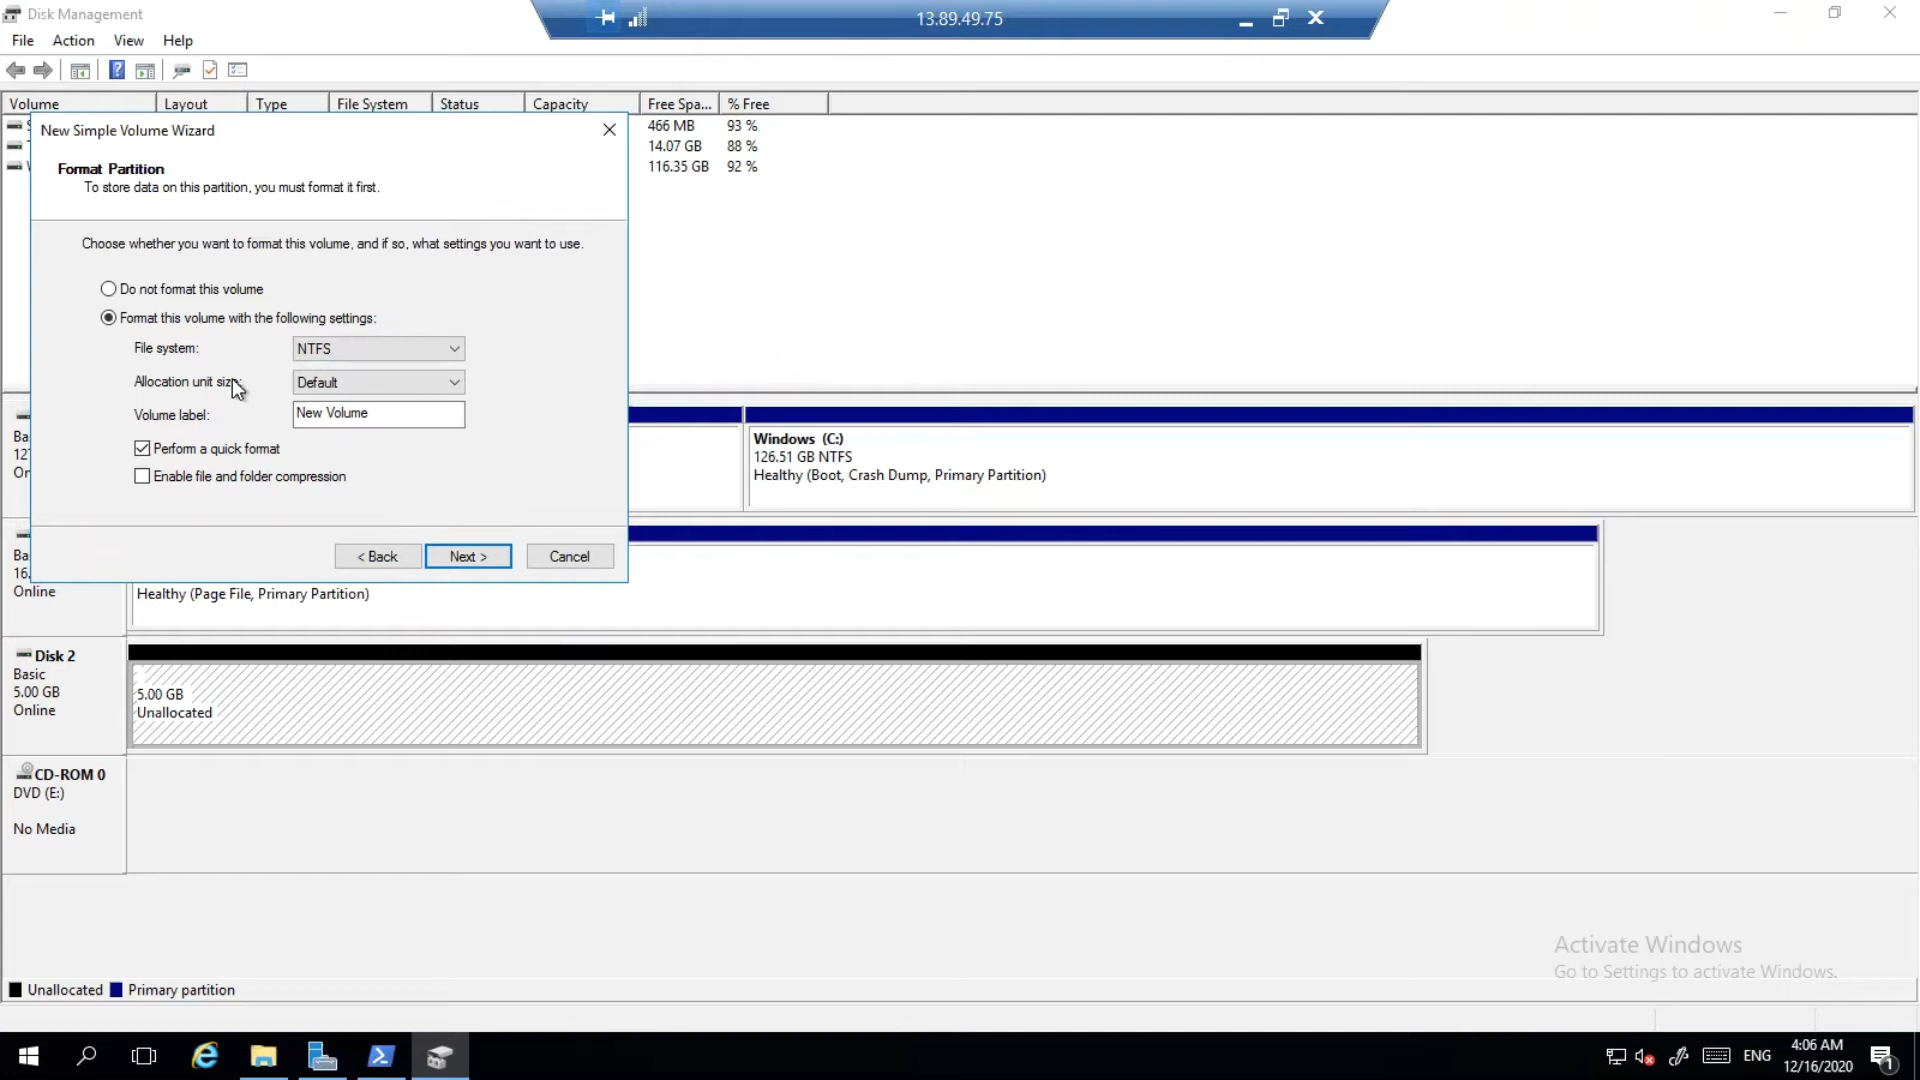 Disk Management
13.89.49.75
File Action View Help
Volume Layout Type File System Status Capacity Free Spa... % Free
466 MB 93 %
14.07 GB 88 %
116.35 GB 92 %
New Simple Volume Wizard
Format Partition
To store data on this partition, you must format it first.
Choose whether you want to format this volume, and if so, what settings you want to use.
Do not format this volume
Format this volume with the following settings:
File system: NTFS
Allocation unit size: Default
Volume label: New Volume
Perform a quick format
Enable file and folder compression
< Back Next > Cancel
Windows (C:)
126.51 GB NTFS
Healthy (Boot, Crash Dump, Primary Partition)
Ba
12
Or
Ba
16.
Online
Healthy (Page File, Primary Partition)
Disk 2
Basic
5.00 GB
Online
5.00 GB
Unallocated
CD-ROM 0
DVD (E:)
No Media
Activate Windows
Go to Settings to activate Windows.
Unallocated Primary partition
ENG
4:06 AM
12/16/2020
1